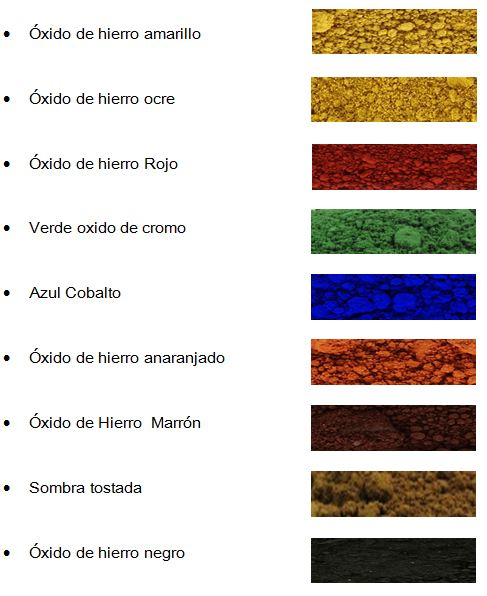 • Óxido de hierro amarillo
• Óxido de hierro ocre
• Óxido de hierro Rojo
• Verde oxido de cromo
• Azul Cobalto
• Óxido de hierro anaranjado
• Óxido de Hierro  Marrón
• Sombra tostada
• Óxido de hierro negro